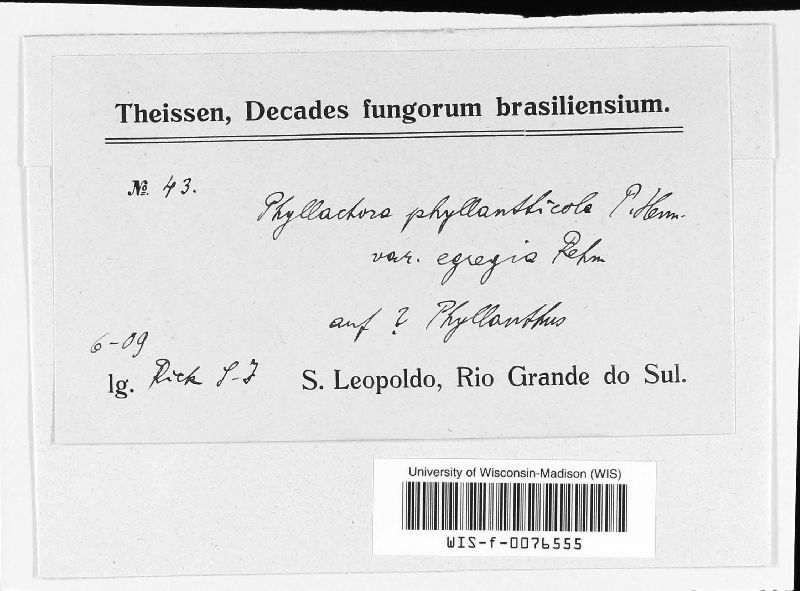 Theissen, Decades fungorum brasiliensium.
№ 43.
Phyllachora phyllanthicola P. Henn.
var. egregia Rehm
auf ? Phyllanthus
6-09
lg. Rick S-J
S. Leopoldo, Rio Grande do Sul.
University of Wisconsin-Madison (WIS)
WIS-f-0076555